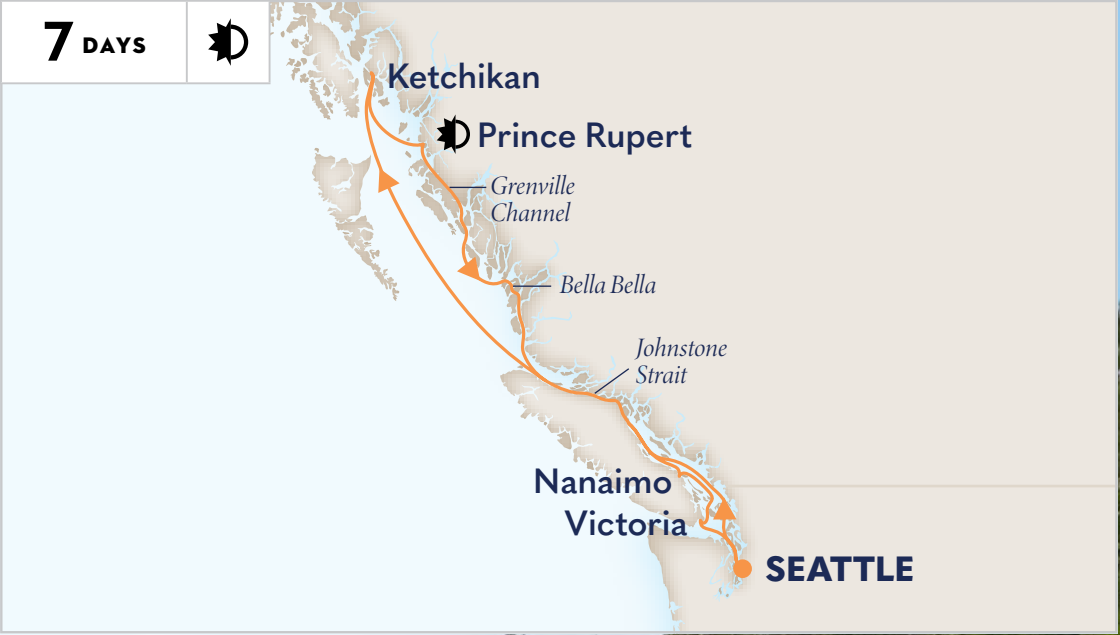 7 DAYS
Ketchikan
Prince Rupert
Grenville
Channel
Bella Bella
Johnstone
Strait
Nanaimo
Victoria
SEATTLE